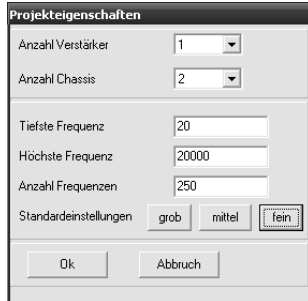 Projekteigenschaften
Anzahl Verstärker 1
Anzahl Chassis 2
Tiefste Frequenz 20
Höchste Frequenz 20000
Anzahl Frequenzen 250
Standardeinstellungen grob mittel fein
Ok Abbruch